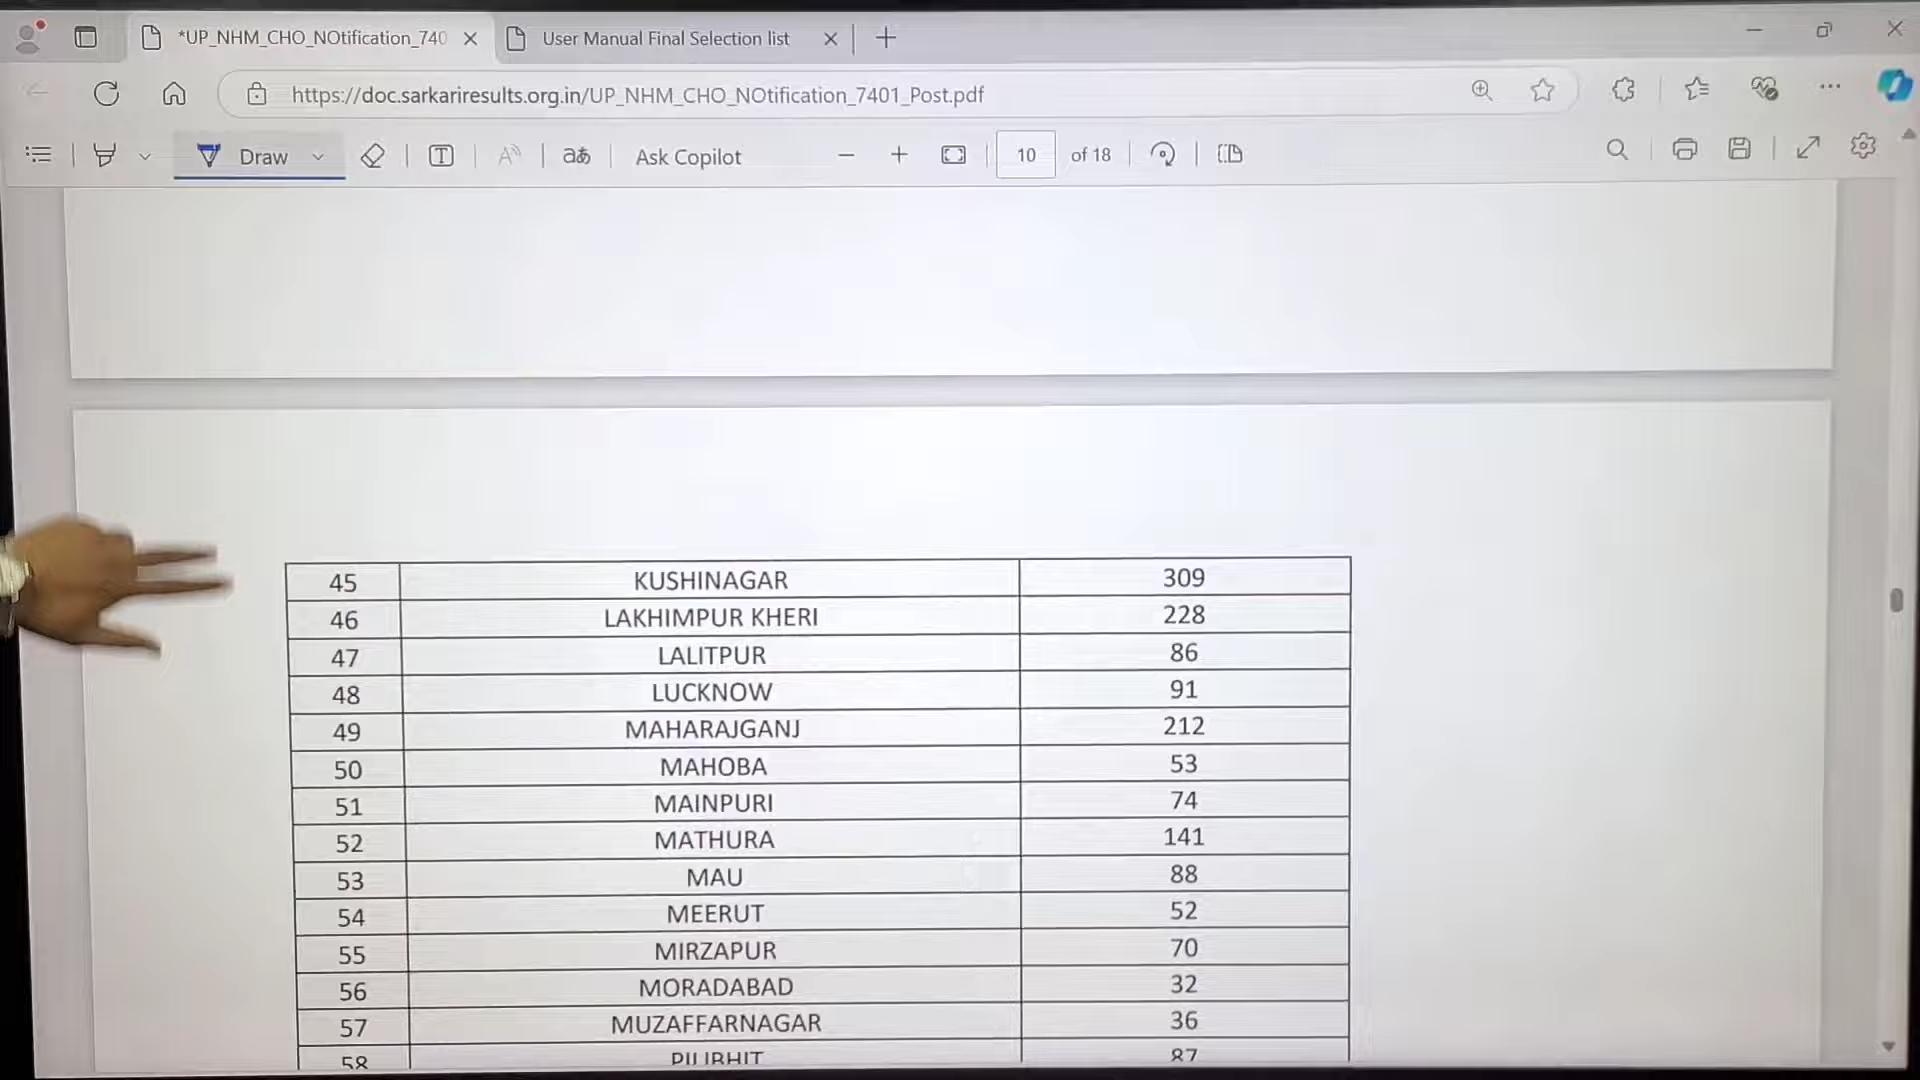 *UP_NHM_CHO_NOtification_740
User Manual Final Selection list
https://doc.sarkariresults.org.in/UP_NHM_CHO_NOtification_7401_Post.pdf
Draw
Ask Copilot
10 of 18
45 KUSHINAGAR 309
46 LAKHIMPUR KHERI 228
47 LALITPUR 86
48 LUCKNOW 91
49 MAHARAJGANJ 212
50 MAHOBA 53
51 MAINPURI 74
52 MATHURA 141
53 MAU 88
54 MEERUT 52
55 MIRZAPUR 70
56 MORADABAD 32
57 MUZAFFARNAGAR 36
58 PILIBHIT 87